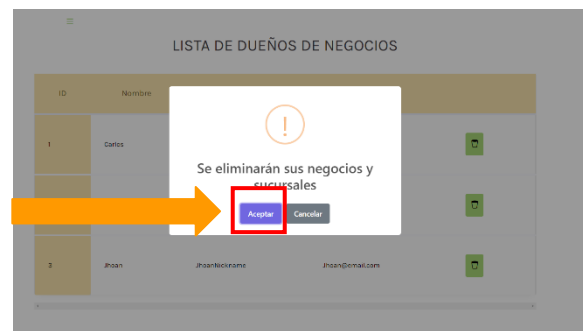 LISTA DE DUEÑOS DE NEGOCIOS
ID Nombre
1 Carlos
!
Se eliminarán sus negocios y
sucursales
Aceptar Cancelar
3 Jhoan JhoanNickname Jhoan@email.com